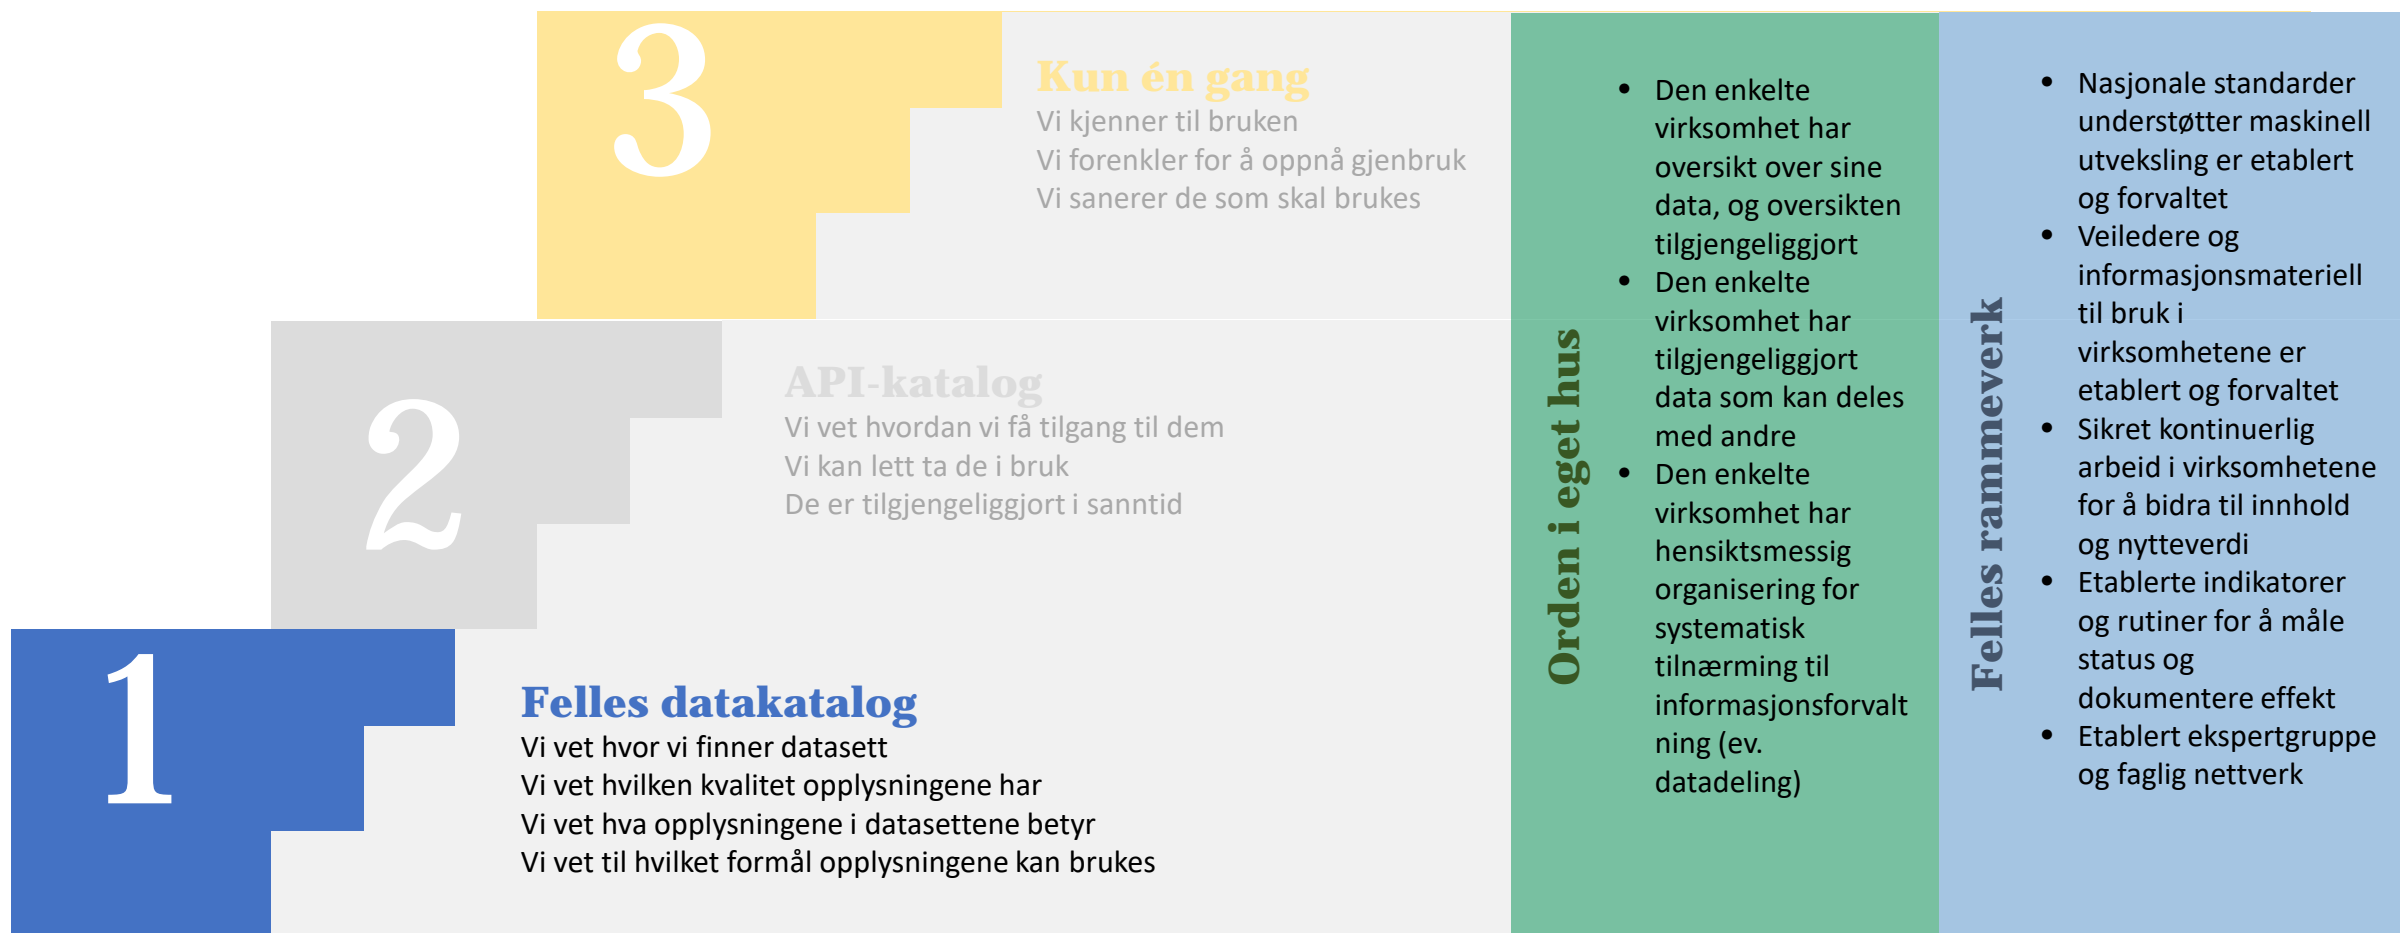 3
Kun én gang
Vi kjenner til bruken
Vi forenkler for å oppnå gjenbruk
Vi sanerer de som skal brukes
2
API-katalog
Vi vet hvordan vi få tilgang til dem
Vi kan lett ta de i bruk
De er tilgjengeliggjort i sanntid
1
Felles datakatalog
Vi vet hvor vi finner datasett
Vi vet hvilken kvalitet opplysningene har
Vi vet hva opplysningene i datasettene betyr
Vi vet til hvilket formål opplysningene kan brukes
Orden i eget hus
• Den enkelte
virksomhet har
oversikt over sine
data, og oversikten
tilgjengeliggjort
• Den enkelte
virksomhet har
tilgjengeliggjort
data som kan deles
med andre
• Den enkelte
virksomhet har
hensiktsmessig
organisering for
systematisk
tilnærming til
informasjonsforvalt
ning (ev.
datadeling)
Felles rammeverk
• Nasjonale standarder
understøtter maskinell
utveksling er etablert
og forvaltet
• Veiledere og
informasjonsmateriell
til bruk i
virksomhetene er
etablert og forvaltet
• Sikret kontinuerlig
arbeid i virksomhetene
for å bidra til innhold
og nytteverdi
• Etablerte indikatorer
og rutiner for å måle
status og
dokumentere effekt
• Etablert ekspertgruppe
og faglig nettverk